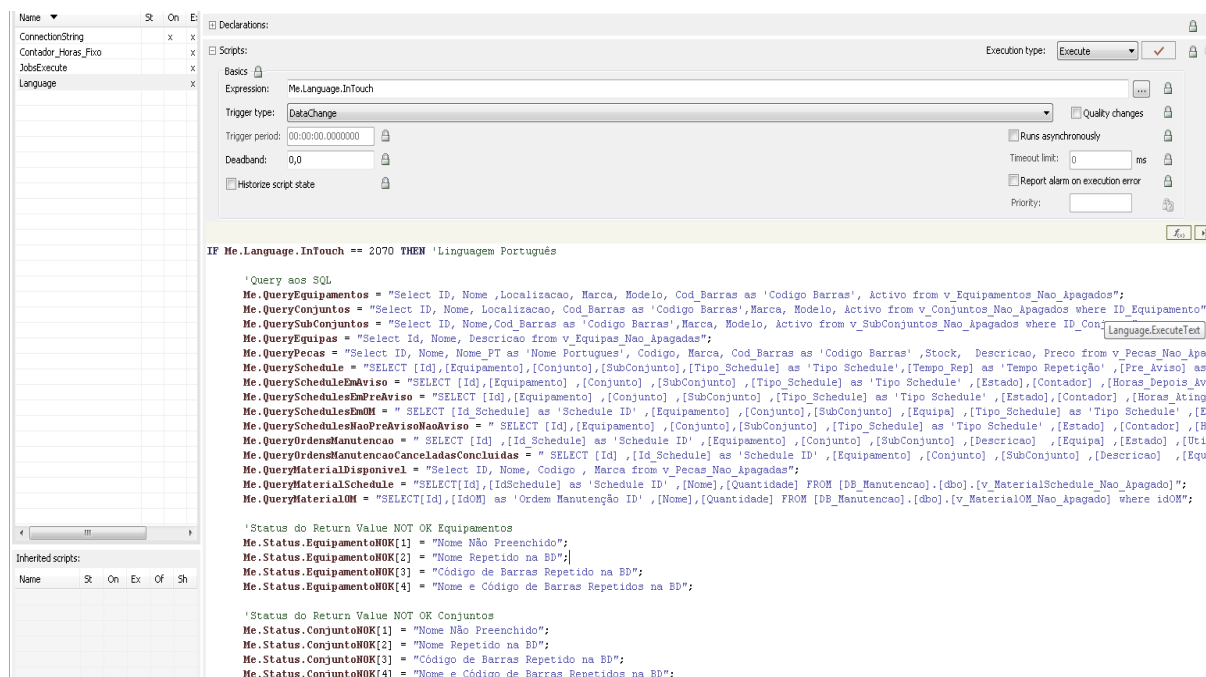 Name St On E:
ConnectionString x x
Contador_Horas_Fixo x
JobsExecute x
Language x
Inherited scripts:
Name St On Ex Of Sh
Declarations:
Scripts: Execution type: Execute
Basics
Expression: Me.Language.InTouch ...
Trigger type: DataChange Quality changes
Trigger period: 00:00:00.0000000 Runs asynchronously
Deadband: 0,0 Timeout limit: 0 ms
Historize script state Report alarm on execution error
Priority:
IF Me.Language.InTouch == 2070 THEN 'Linguagem Português
'Query aos SQL
Me.QueryEquipamentos = "Select ID, Nome ,Localizacao, Marca, Modelo, Cod_Barras as 'Codigo Barras', Activo from v_Equipamentos_Nao_Apagados";
Me.QueryConjuntos = "Select ID, Nome, Localizacao, Cod_Barras as 'Codigo Barras',Marca, Modelo, Activo from v_Conjuntos_Nao_Apagados where ID_Equipamento"
Me.QuerySubConjuntos = "Select ID, Nome,Cod_Barras as 'Codigo Barras',Marca, Modelo, Activo from v_SubConjuntos_Nao_Apagados where ID_Conj
Language.ExecuteText
Me.QueryEquipas = "Select Id, Nome, Descricao from v_Equipas_Nao_Apagadas";
Me.QueryPecas = "Select ID, Nome, Nome_PT as 'Nome Portugues', Codigo, Marca, Cod_Barras as 'Codigo Barras' ,Stock, Descricao, Preco from v_Pecas_Nao_Apa
Me.QuerySchedule = "SELECT [Id],[Equipamento],[Conjunto],[SubConjunto],[Tipo_Schedule] as 'Tipo Schedule',[Tempo_Rep] as 'Tempo Repetição' ,[Pre_Aviso] as
Me.QueryScheduleEmAviso = "SELECT [Id],[Equipamento] ,[Conjunto] ,[SubConjunto] ,[Tipo_Schedule] as 'Tipo Schedule' ,[Estado],[Contador] ,[Horas_Depois_Av
Me.QuerySchedulesEmPreAviso = "SELECT [Id],[Equipamento] ,[Conjunto] ,[SubConjunto] ,[Tipo_Schedule] as 'Tipo Schedule' ,[Estado],[Contador] ,[Horas_Ating
Me.QuerySchedulesEmOM = " SELECT [Id_Schedule] as 'Schedule ID' ,[Equipamento] ,[Conjunto],[SubConjunto] ,[Equipa] ,[Tipo_Schedule] as 'Tipo Schedule' ,[E
Me.QuerySchedulesNaoPreAvisoNaoAviso = " SELECT [Id],[Equipamento] ,[Conjunto],[SubConjunto] ,[Tipo_Schedule] as 'Tipo Schedule' ,[Estado] ,[Contador] ,[H
Me.QueryOrdensManutencao = " SELECT [Id] ,[Id_Schedule] as 'Schedule ID' ,[Equipamento] ,[Conjunto] ,[SubConjunto] ,[Descricao] ,[Equipa] ,[Estado] ,[Uti
Me.QueryOrdensManutencaoCanceladasConcluidas = " SELECT [Id] ,[Id_Schedule] as 'Schedule ID' ,[Equipamento] ,[Conjunto] ,[SubConjunto] ,[Descricao] ,[Equ
Me.QueryMaterialDisponivel = "Select ID, Nome, Codigo , Marca from v_Pecas_Nao_Apagadas";
Me.QueryMaterialSchedule = "SELECT[Id],[IdSchedule] as 'Schedule ID' ,[Nome],[Quantidade] FROM [DB_Manutencao].[dbo].[v_MaterialSchedule_Nao_Apagado]";
Me.QueryMaterialOM = "SELECT[Id],[IdOM] as 'Ordem Manutenção ID' ,[Nome],[Quantidade] FROM [DB_Manutencao].[dbo].[v_MaterialOM_Nao_Apagado] where idOM";
'Status do Return Value NOT OK Equipamentos
Me.Status.EquipamentoNOK[1] = "Nome Não Preenchido";
Me.Status.EquipamentoNOK[2] = "Nome Repetido na BD";
Me.Status.EquipamentoNOK[3] = "Código de Barras Repetido na BD";
Me.Status.EquipamentoNOK[4] = "Nome e Código de Barras Repetidos na BD";
'Status do Return Value NOT OK Conjuntos
Me.Status.ConjuntoNOK[1] = "Nome Não Preenchido";
Me.Status.ConjuntoNOK[2] = "Nome Repetido na BD";
Me.Status.ConjuntoNOK[3] = "Código de Barras Repetido na BD";
Me.Status.ConjuntoNOK[4] = "Nome e Código de Barras Repetidos na BD";